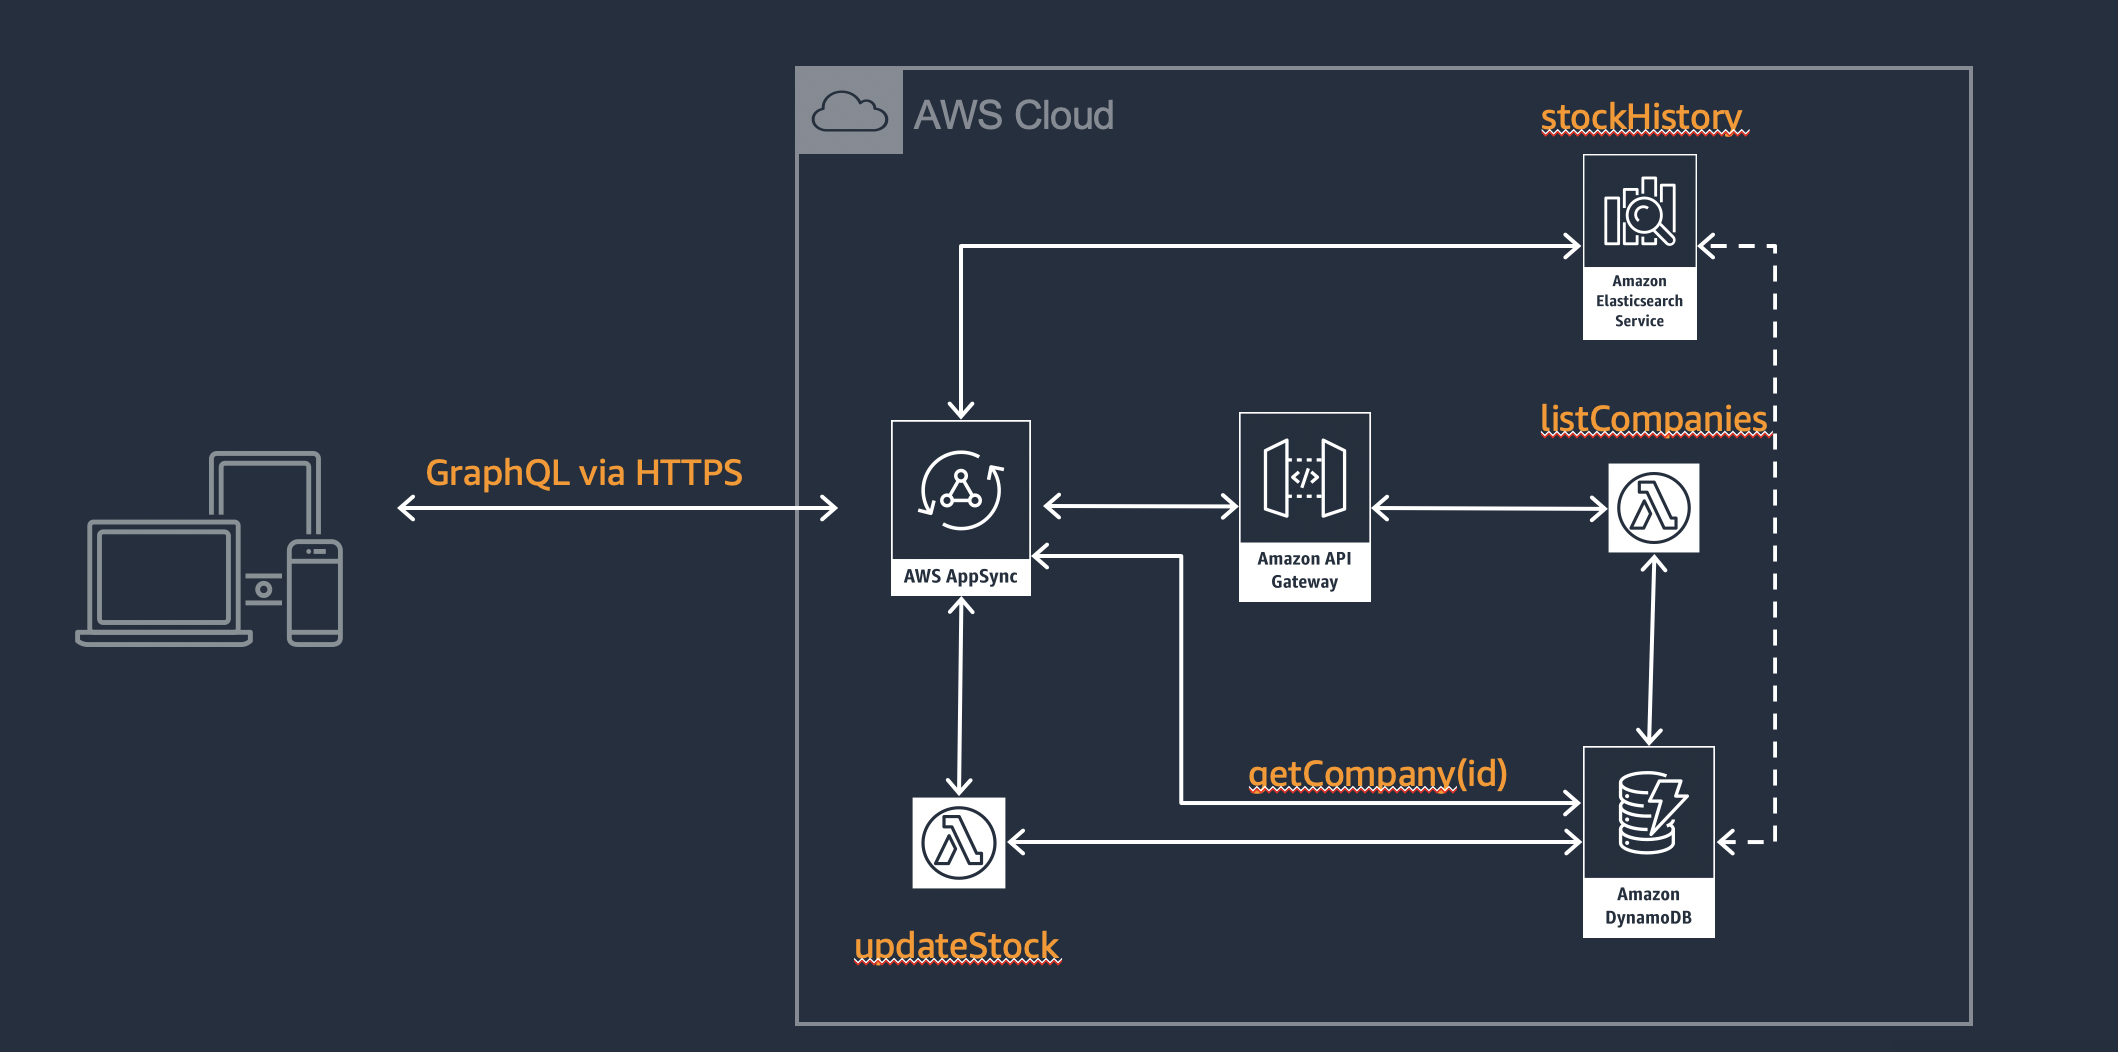 AWS Cloud
stockHistory
Amazon
Elasticsearch
Service
listCompanies
GraphQL via HTTPS
AWS AppSync
Amazon API
Gateway
getCompany(id)
Amazon
DynamoDB
updateStock